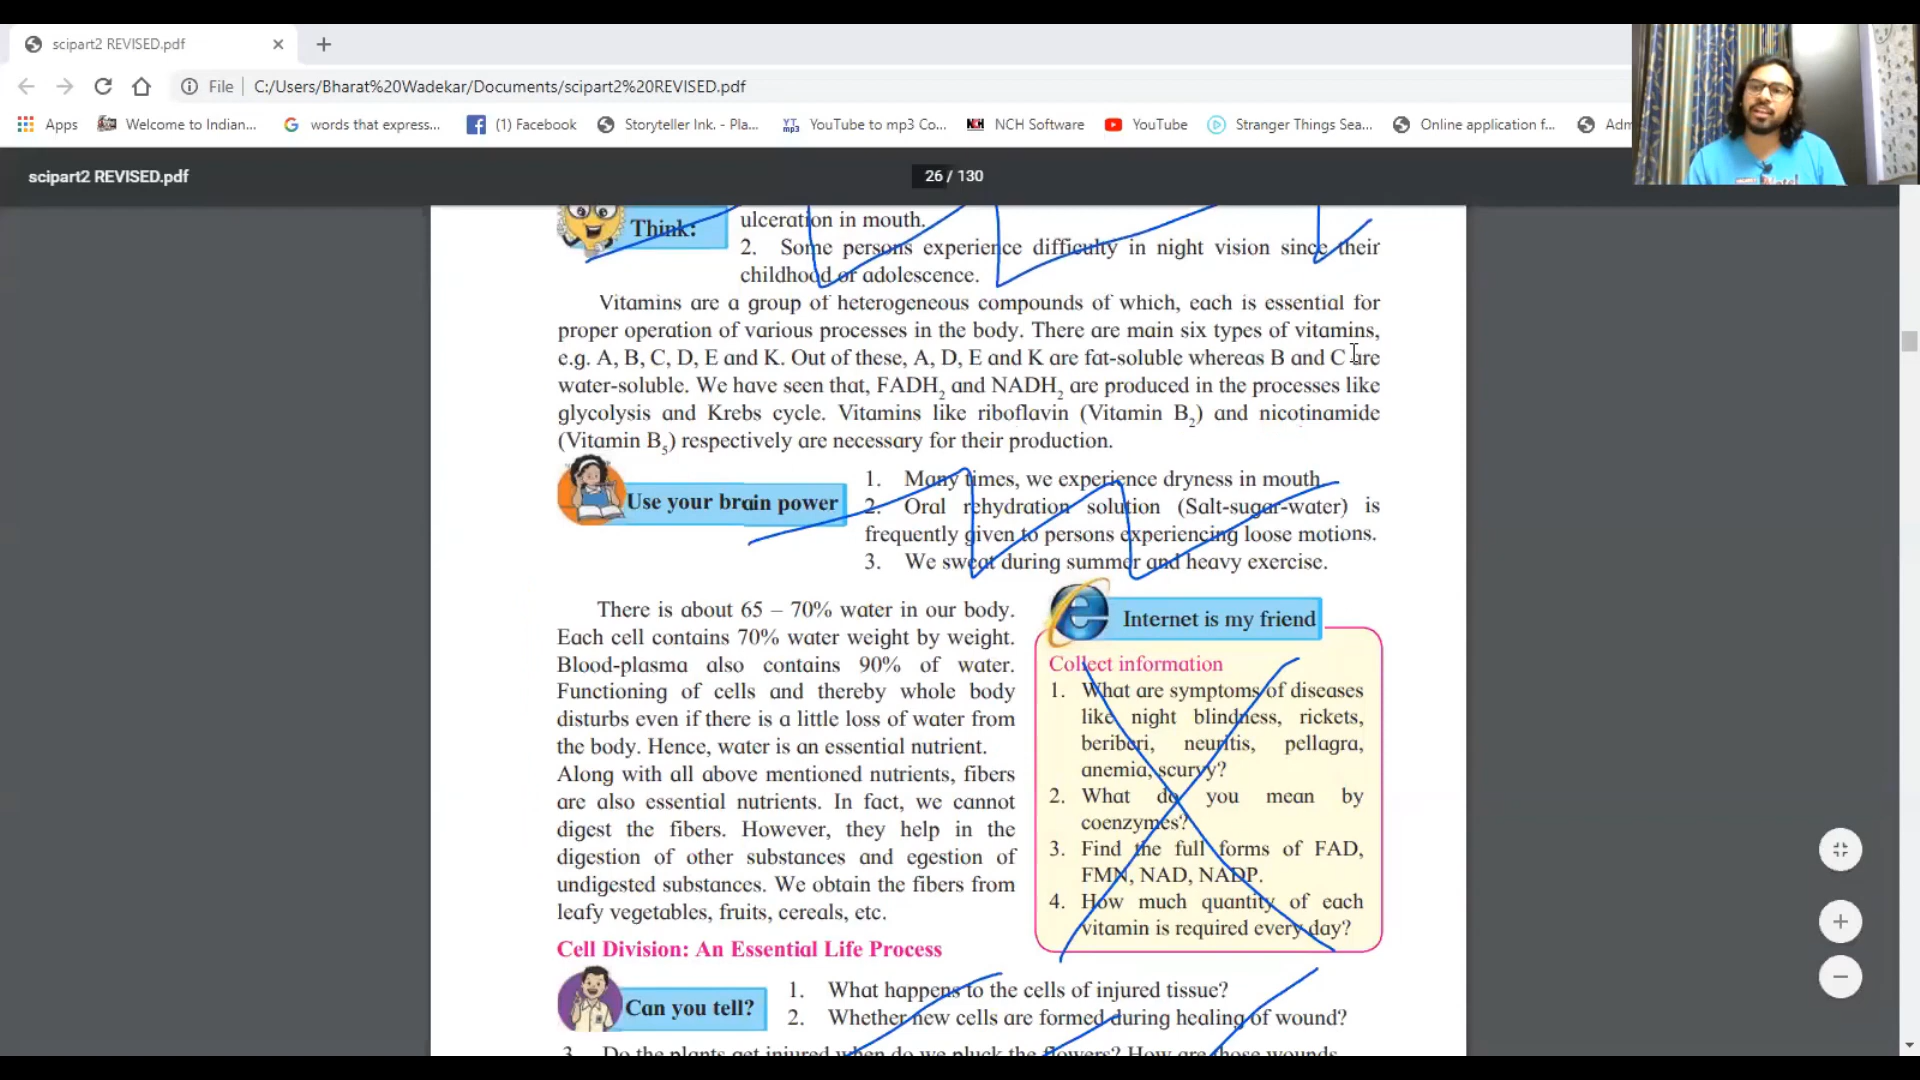 scipart2 REVISED.pdf
File C:/Users/Bharat%20Wadekar/Documents/scipart2%20REVISED.pdf
Apps Welcome to Indian... words that express... (1) Facebook Storyteller Ink. - Pla... YouTube to mp3 Co... NCH Software YouTube Stranger Things Sea... Online application f... Adm
scipart2 REVISED.pdf 26 / 130
Think:
ulceration in mouth.
2. Some persons experience difficulty in night vision since their
childhood or adolescence.
Vitamins are a group of heterogeneous compounds of which, each is essential for
proper operation of various processes in the body. There are main six types of vitamins,
e.g. A, B, C, D, E and K. Out of these, A, D, E and K are fat-soluble whereas B and C are
water-soluble. We have seen that, FADH₂ and NADH₂ are produced in the processes like
glycolysis and Krebs cycle. Vitamins like riboflavin (Vitamin B₂) and nicotinamide
(Vitamin B₅) respectively are necessary for their production.
Use your brain power
1. Many times, we experience dryness in mouth.
2. Oral rehydration solution (Salt-sugar-water) is
frequently given to persons experiencing loose motions.
3. We sweat during summer and heavy exercise.
There is about 65 – 70% water in our body.
Each cell contains 70% water weight by weight.
Blood-plasma also contains 90% of water.
Functioning of cells and thereby whole body
disturbs even if there is a little loss of water from
the body. Hence, water is an essential nutrient.
Along with all above mentioned nutrients, fibers
are also essential nutrients. In fact, we cannot
digest the fibers. However, they help in the
digestion of other substances and egestion of
undigested substances. We obtain the fibers from
leafy vegetables, fruits, cereals, etc.
Internet is my friend
Collect information
1. What are symptoms of diseases
like night blindness, rickets,
beriberi, neuritis, pellagra,
anemia, scurvy?
2. What do you mean by
coenzymes?
3. Find the full forms of FAD,
FMN, NAD, NADP.
4. How much quantity of each
vitamin is required every day?
Cell Division: An Essential Life Process
Can you tell?
1. What happens to the cells of injured tissue?
2. Whether new cells are formed during healing of wound?
3. Do the plants get injured when do we pluck the flowers? How are those wounds